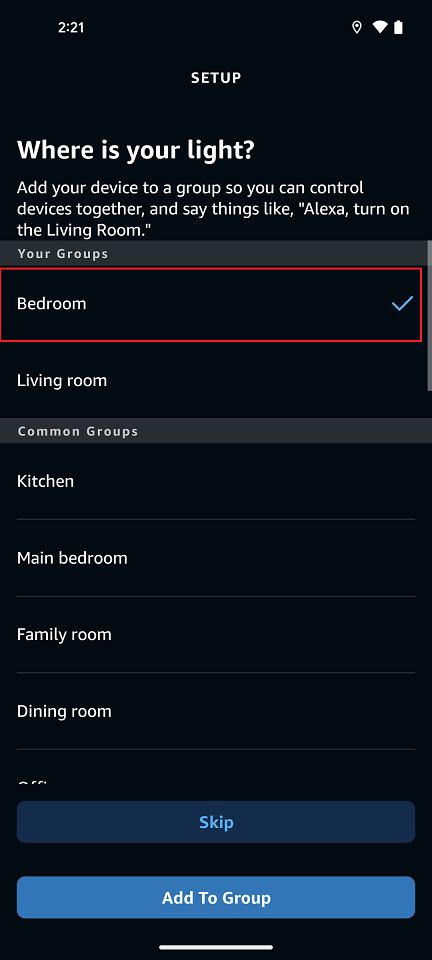 2:21
SETUP
Where is your light?
Add your device to a group so you can control
devices together, and say things like, "Alexa, turn on
the Living Room."
Your Groups
Bedroom
Living room
Common Groups
Kitchen
Main bedroom
Family room
Dining room
Skip
Add To Group